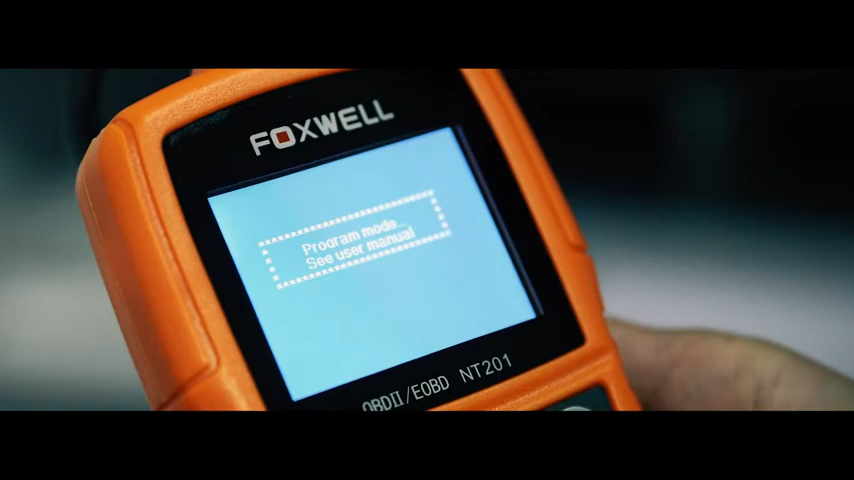 FOXWELL
Program mode...
See user manual
OBDII/EOBD NT201